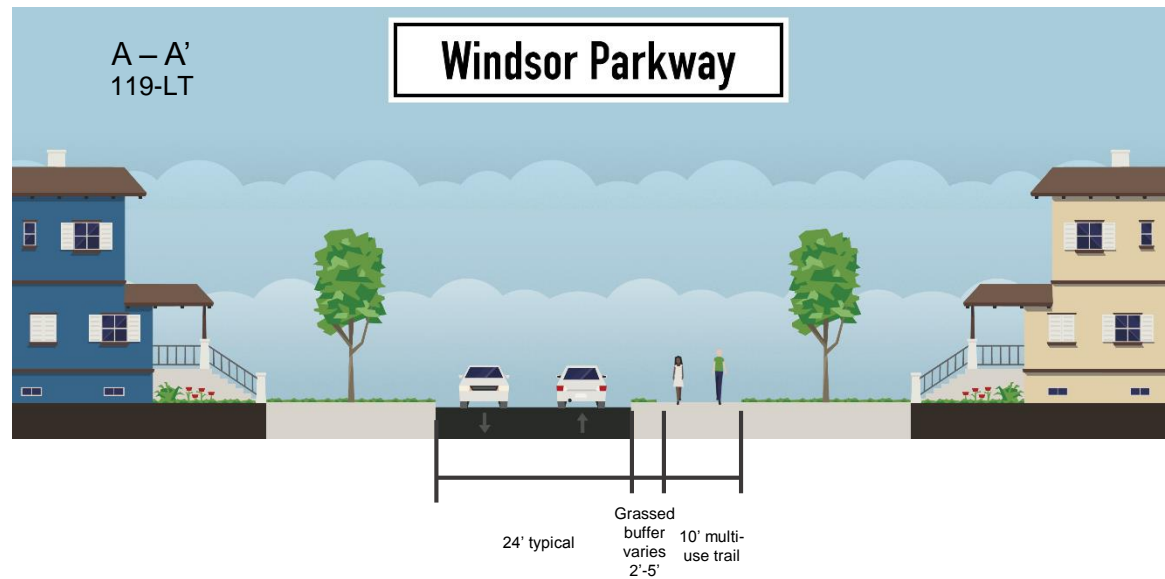 A – A’
119-LT
Windsor Parkway
24’ typical
Grassed
buffer
varies
2’-5’
10’ multi-
use trail